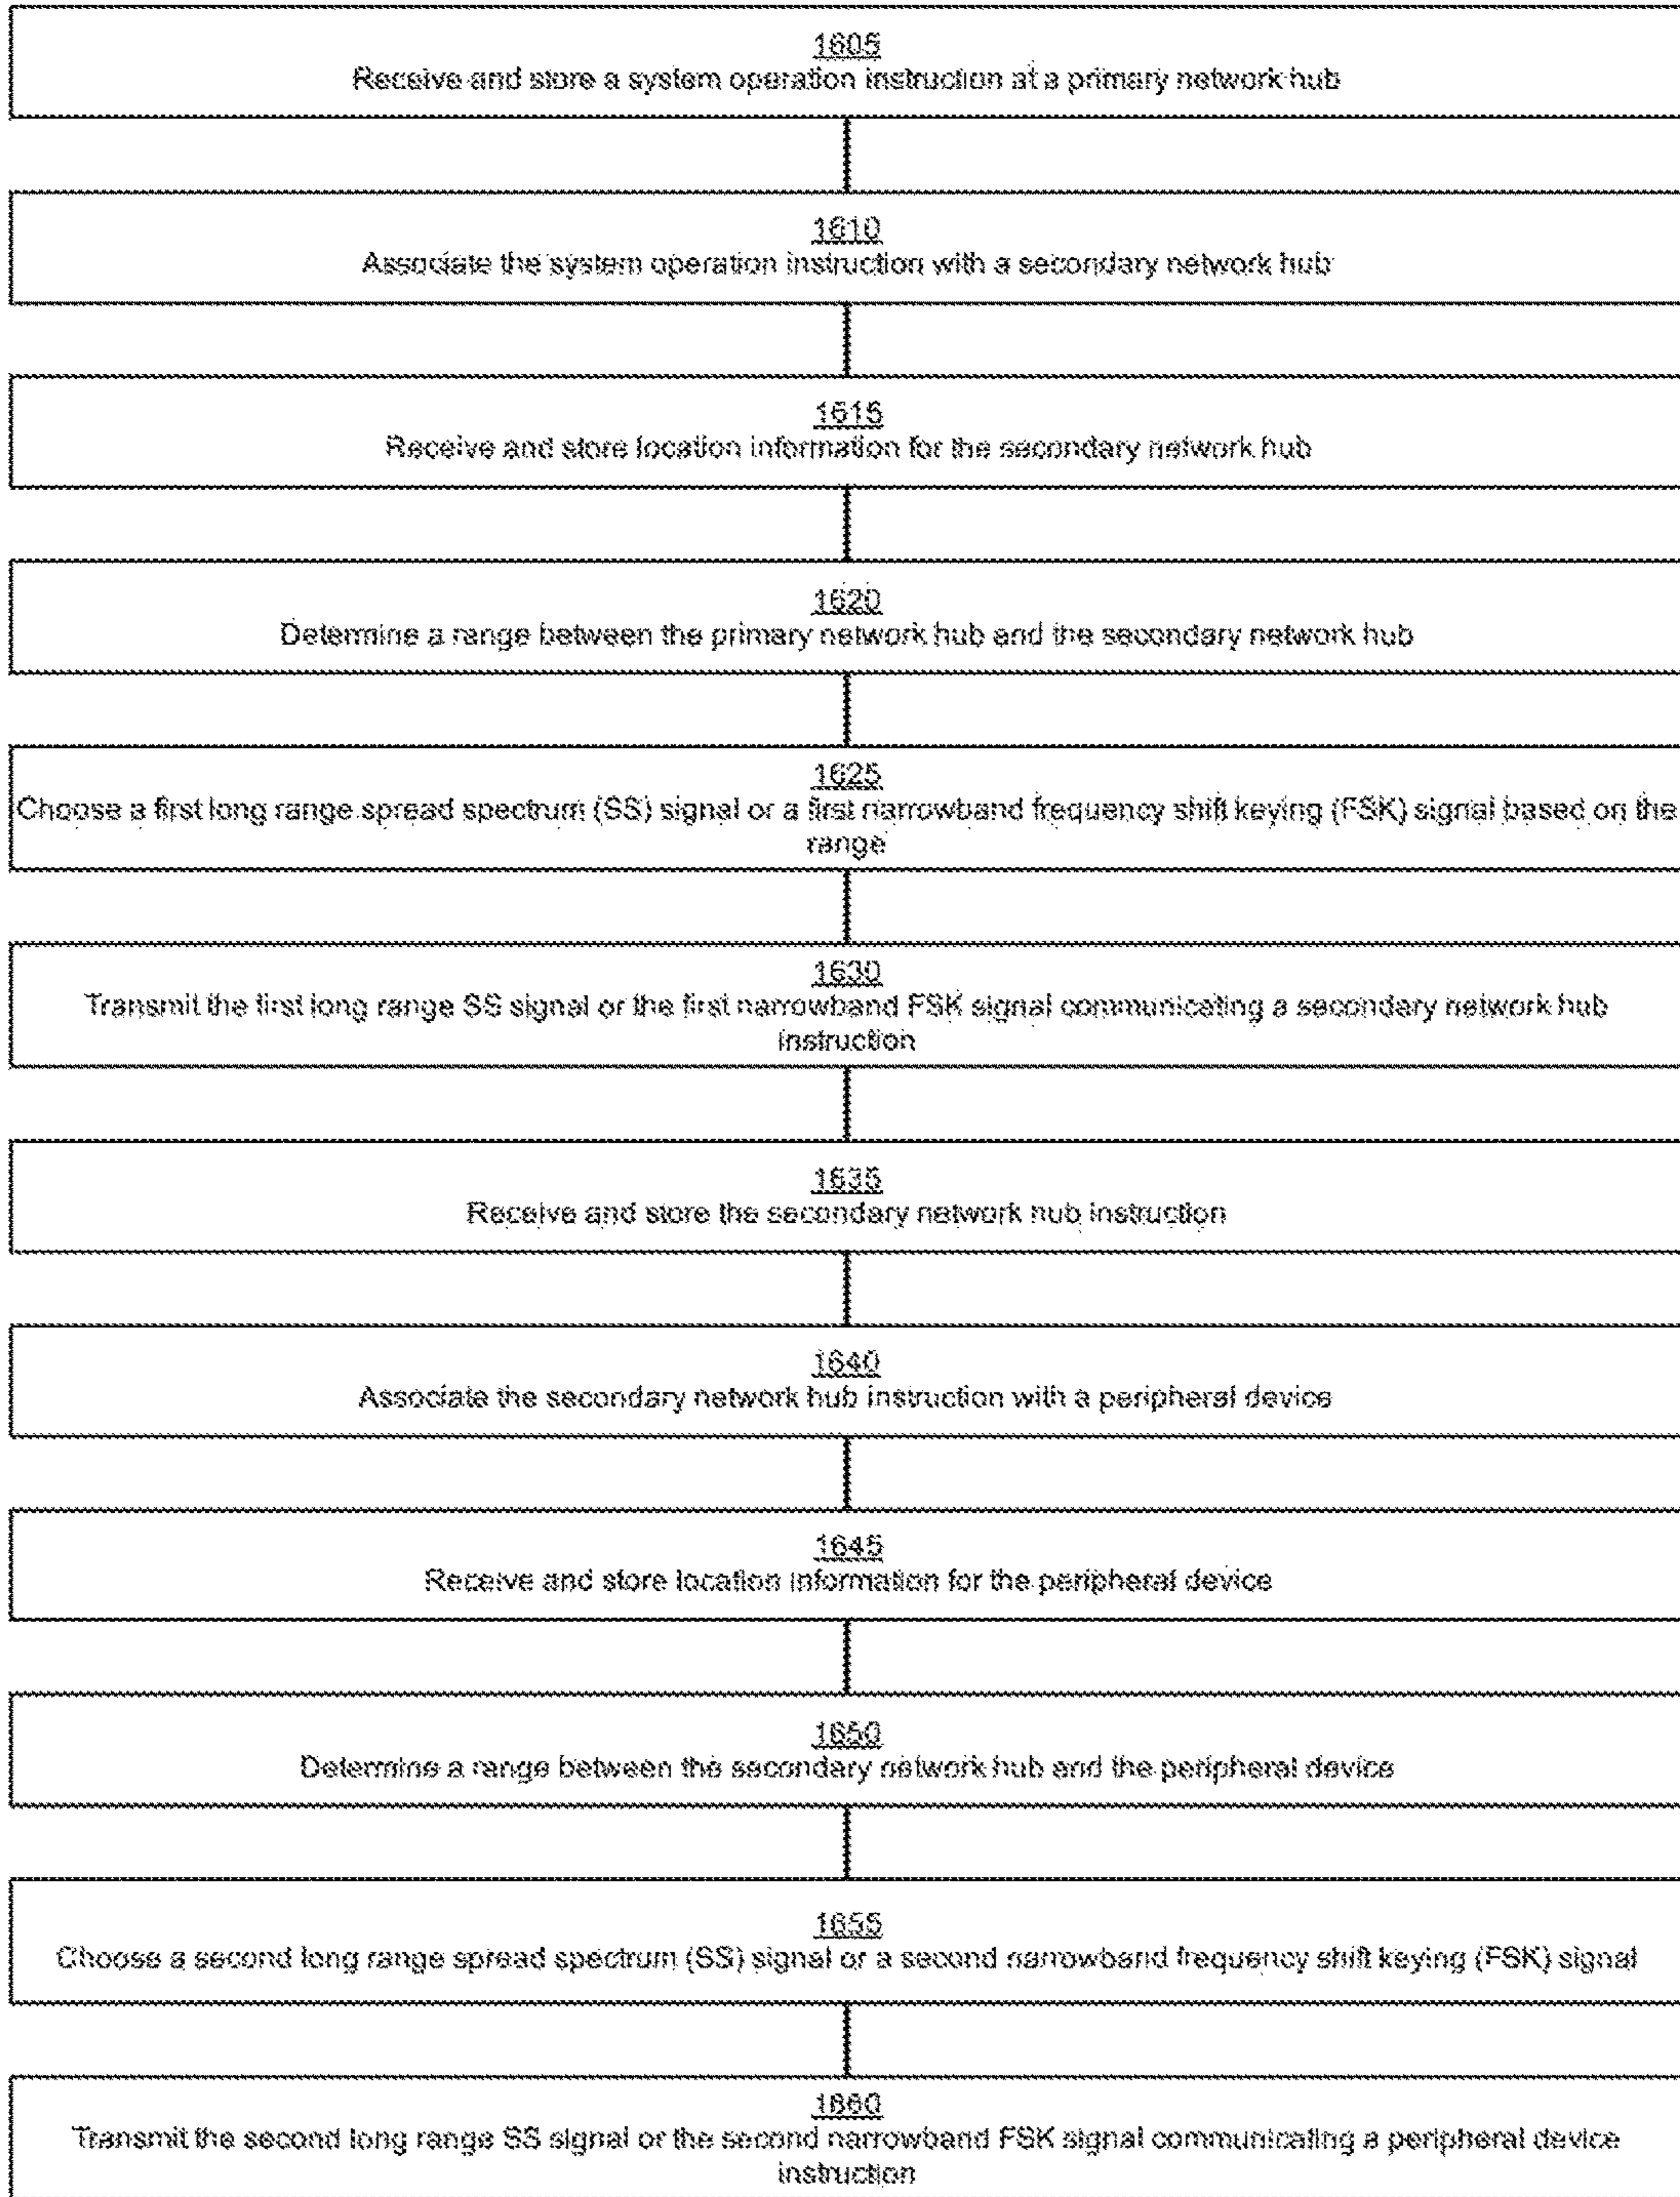 1605
Receive and store a system operation instruction at a primary network hub
1610
Associate the system operation instruction with a secondary network hub
1615
Receive and store location information for the secondary network hub
1620
Determine a range between the primary network hub and the secondary network hub
1625
Choose a first long range spread spectrum (SS) signal or a first narrowband frequency shift keying (FSK) signal based on the
range
1630
Transmit the first long range SS signal or the first narrowband FSK signal communicating a secondary network hub
instruction
1635
Receive and store the secondary network hub instruction
1640
Associate the secondary network hub instruction with a peripheral device
1645
Receive and store location information for the peripheral device
1650
Determine a range between the secondary network hub and the peripheral device
1655
Choose a second long range spread spectrum (SS) signal or a second narrowband frequency shift keying (FSK) signal
1660
Transmit the second long range SS signal or the second narrowband FSK signal communicating a peripheral device
instruction